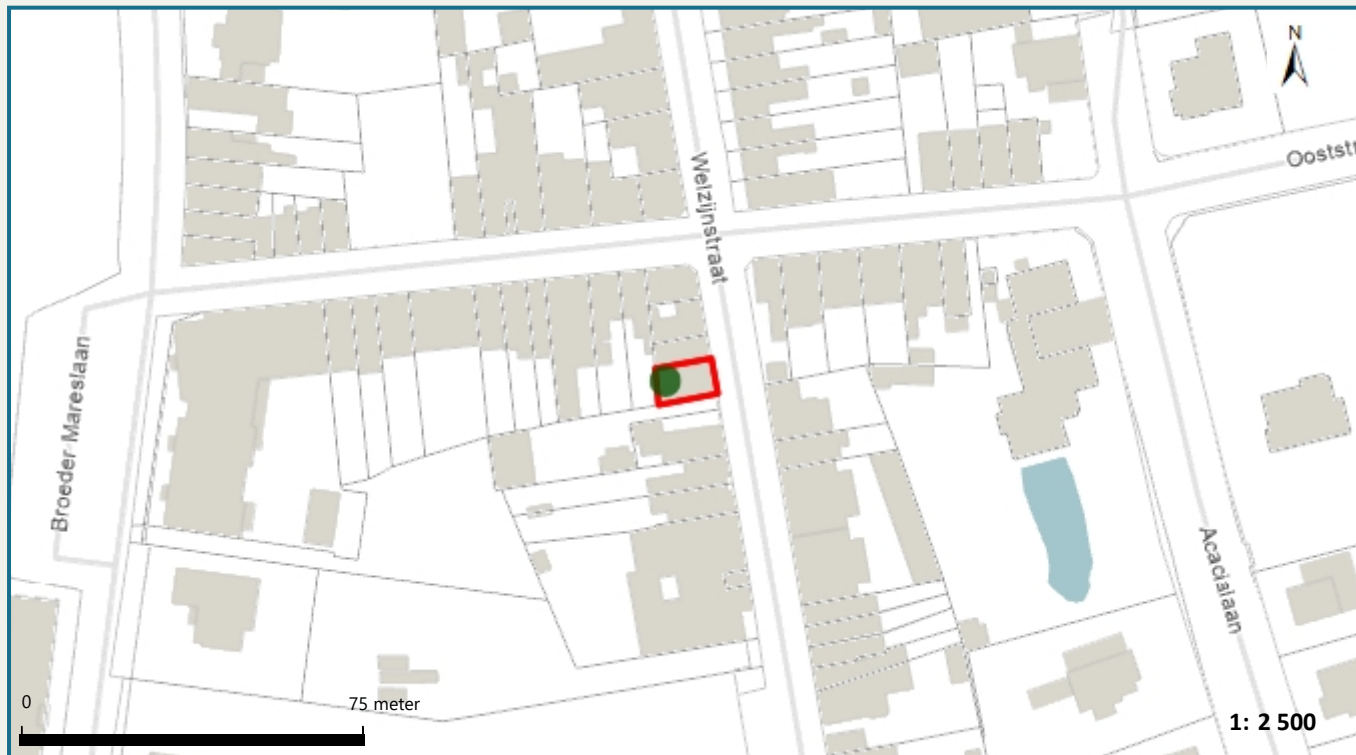 N
Welzijnstraat
Ooststr
Broeder Mareslaan
Acacialaan
0
75 meter
1: 2 500